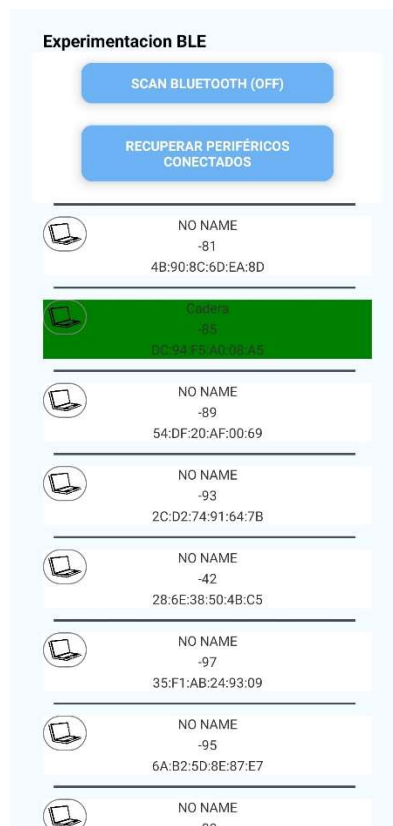 Experimentacion BLE
SCAN BLUETOOTH (OFF)
RECUPERAR PERIFÉRICOS
CONECTADOS
NO NAME
-81
4B:90:8C:6D:EA:8D
Cadera
-85
DC:94:F5:A0:08:A5
NO NAME
-89
54:DF:20:AF:00:69
NO NAME
-93
2C:D2:74:91:64:7B
NO NAME
-42
28:6E:38:50:4B:C5
NO NAME
-97
35:F1:AB:24:93:09
NO NAME
-95
6A:B2:5D:8E:87:E7
NO NAME